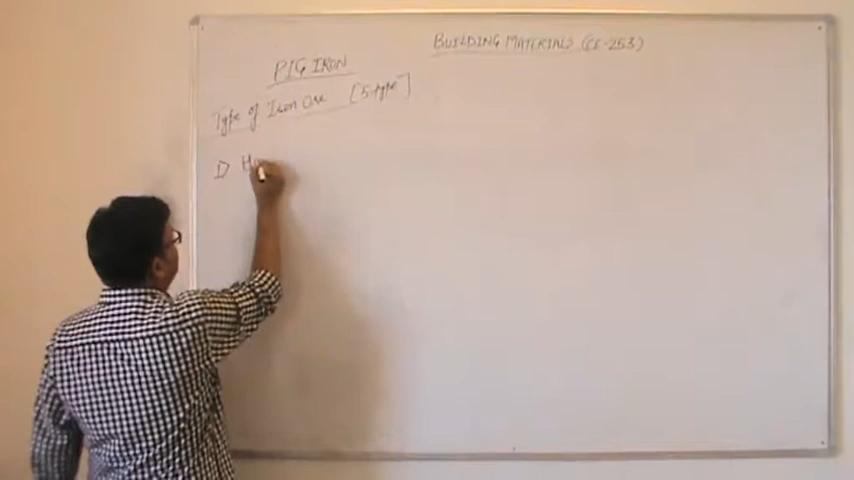 BUILDING MATERIALS (CE-253)
PIG IRON
Type of Iron Ore [5-type]
1) H